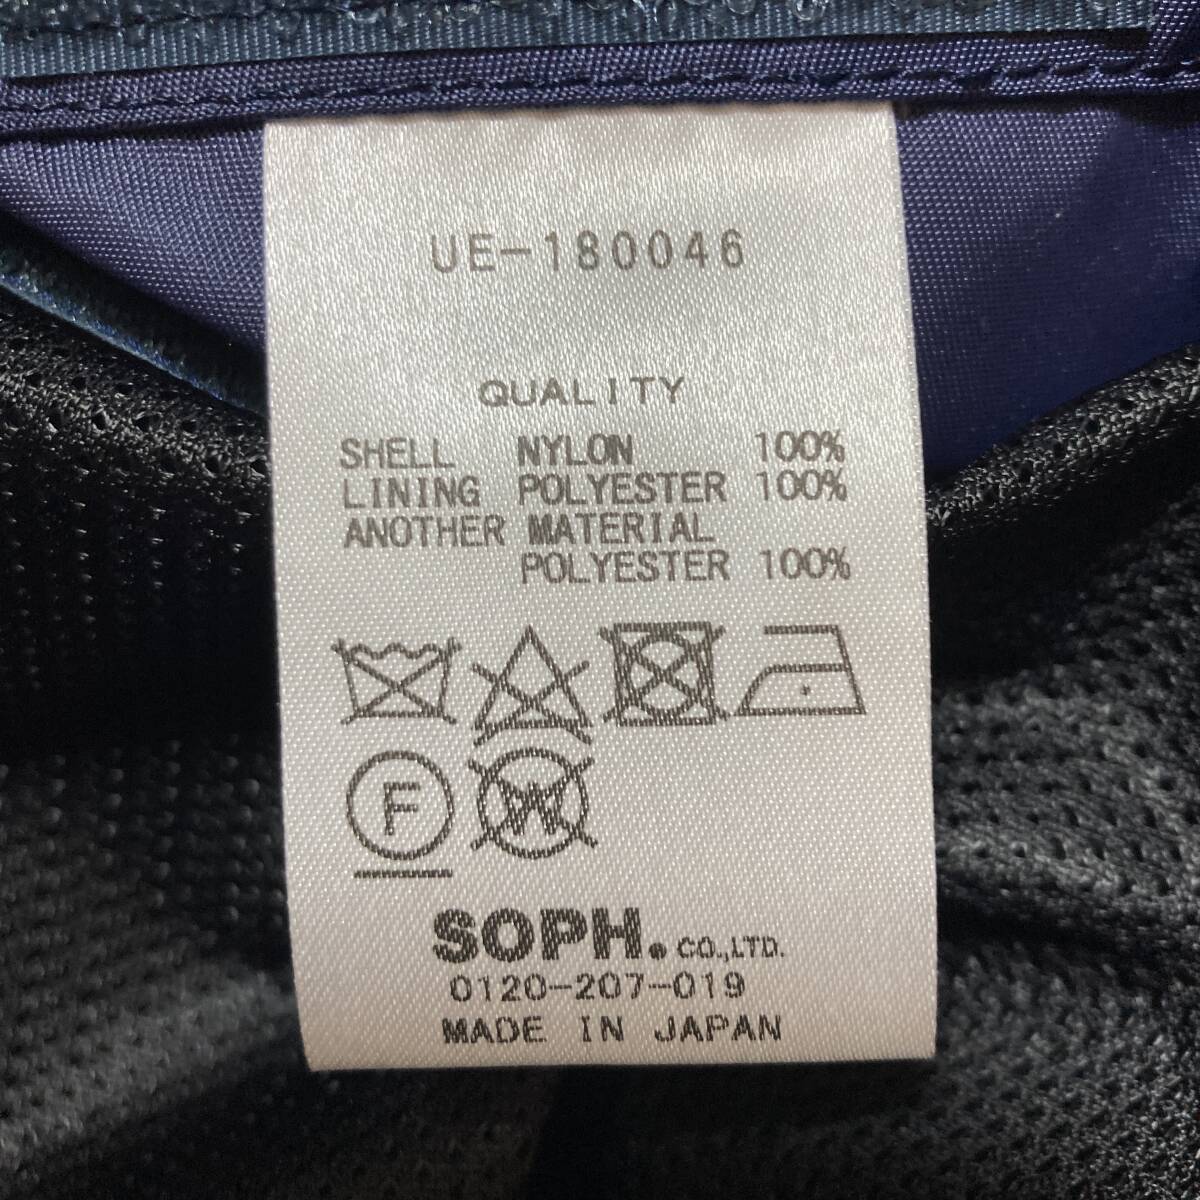 UE-180046
QUALITY
SHELL NYLON 100%
LINING POLYESTER 100%
ANOTHER MATERIAL
POLYESTER 100%
F W
SOPH. CO.,LTD.
0120-207-019
MADE IN JAPAN